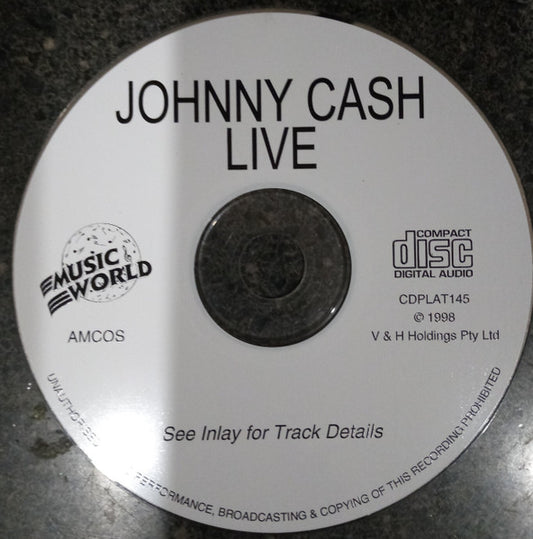 JOHNNY CASH
LIVE
MUSIC
WORLD
AMCOS
COMPACT
disc
DIGITAL AUDIO
CDPLAT145
© 1998
V & H Holdings Pty Ltd
See Inlay for Track Details
UNAUTHORISED PERFORMANCE, BROADCASTING & COPYING OF THIS RECORDING PROHIBITED